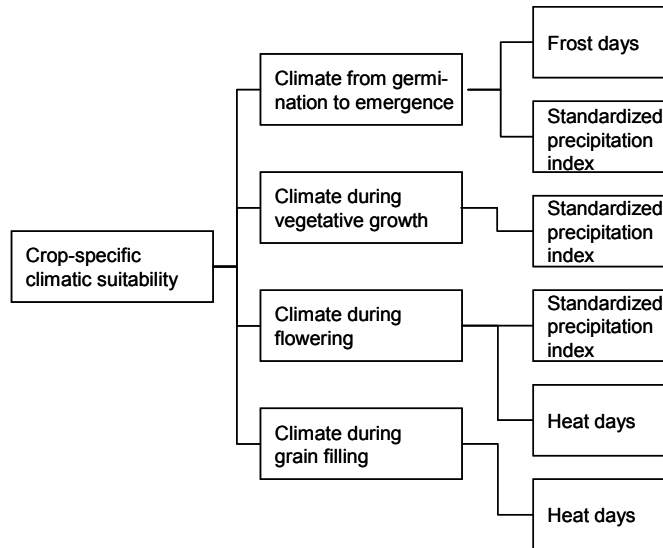 Frost days
Climate from germi-
nation to emergence
Standardized
precipitation
index
Climate during
vegetative growth
Standardized
precipitation
index
Crop-specific
climatic suitability
Climate during
flowering
Standardized
precipitation
index
Heat days
Climate during
grain filling
Heat days